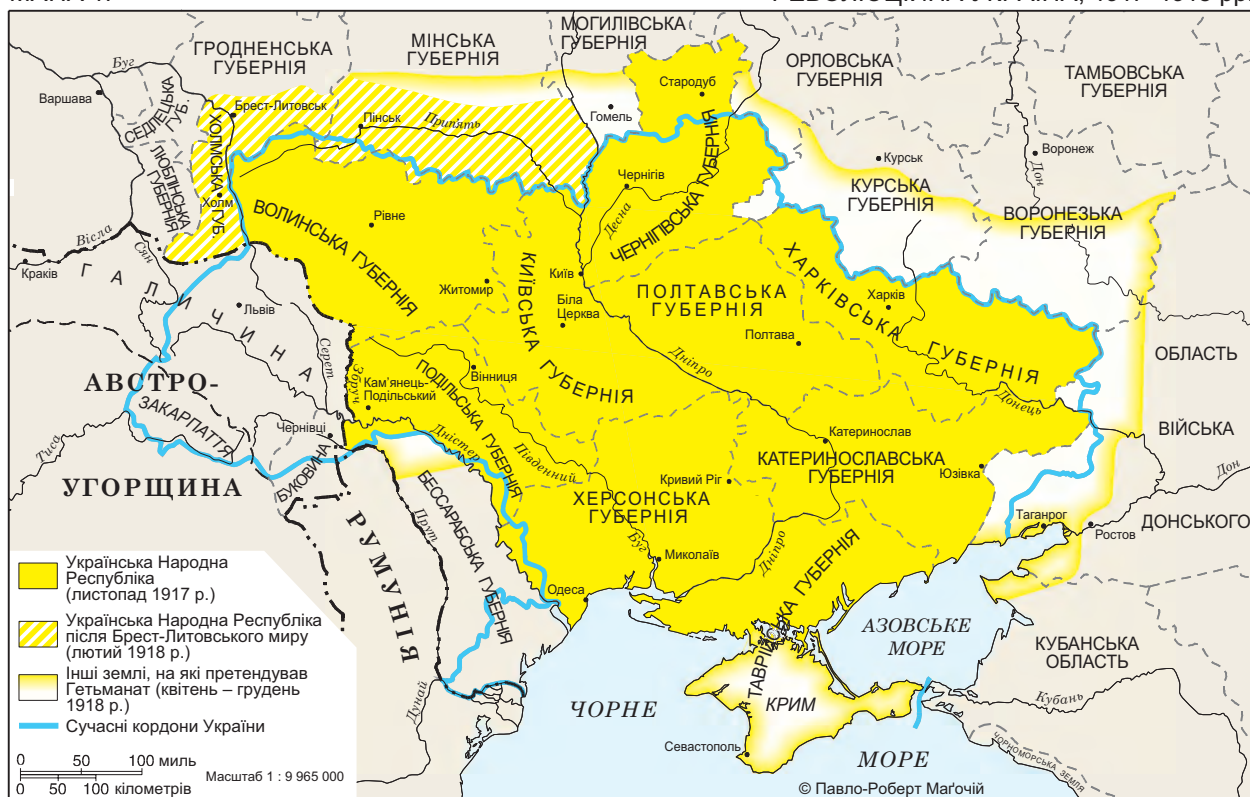 РЕВОЛЮЦІЙНА УКРАЇНА, 1917–1918 рр.
МОГИЛІВСЬКА
ГУБЕРНІЯ
ГРОДНЕНСЬКА
ГУБЕРНІЯ
МІНСЬКА
ГУБЕРНІЯ
ОРЛОВСЬКА
ГУБЕРНІЯ
ТАМБОВСЬКА
ГУБЕРНІЯ
Буг
Варшава
СЕДЛЕЦЬКА
ГУБ.
Брест-Литовськ
Пінськ
Прип'ять
Гомель
Стародуб
Воронеж
Дон
ЛЮБЛІНСЬКА
ГУБЕРНІЯ
ХОЛМСЬКА ГУБ.
Холм
Курськ
КУРСЬКА
ГУБЕРНІЯ
ВОРОНЕЗЬКА
ГУБЕРНІЯ
Чернігів
Десна
ЧЕРНІГІВСЬКА ГУБЕРНІЯ
ВОЛИНСЬКА ГУБЕРНІЯ
Рівне
Вісла
Сян
Краків
ГАЛИЧИНА
Львів
Серет
Збруч
Житомир
Київ
Біла
Церква
КИЇВСЬКА ГУБЕРНІЯ
ПОЛТАВСЬКА
ГУБЕРНІЯ
Полтава
Дніпро
ХАРКІВСЬКА ГУБЕРНІЯ
Харків
Донець
ОБЛАСТЬ
ВІЙСЬКА
ДОНСЬКОГО
Дон
АВСТРО-
УГОРЩИНА
ЗАКАРПАТТЯ
Тиса
Чернівці
БУКОВИНА
Кам'янець-
Подільський
Вінниця
ПОДІЛЬСЬКА ГУБЕРНІЯ
Дністер
Південний
Буг
Катеринослав
КАТЕРИНОСЛАВСЬКА
ГУБЕРНІЯ
Юзівка
Кривий Ріг
ХЕРСОНСЬКА
ГУБЕРНІЯ
Таганрог
Ростов
РУМУНІЯ
Прут
БЕССАРАБСЬКА ГУБЕРНІЯ
Миколаїв
Дніпро
Одеса
ТАВРІЙСЬКА ГУБЕРНІЯ
АЗОВСЬКЕ
МОРЕ
КУБАНСЬКА
ОБЛАСТЬ
Кубань
Дунай
ЧОРНЕ
МОРЕ
КРИМ
Севастополь
ЧОРНОМОРСЬКА ЗЕМЛЯ
Українська Народна
Республіка
(листопад 1917 р.)
Українська Народна Республіка
після Брест-Литовського миру
(лютий 1918 р.)
Інші землі, на які претендував
Гетьманат (квітень – грудень
1918 р.)
Сучасні кордони України
0 50 100 миль
0 50 100 кілометрів
Масштаб 1 : 9 965 000
© Павло-Роберт Маґочій